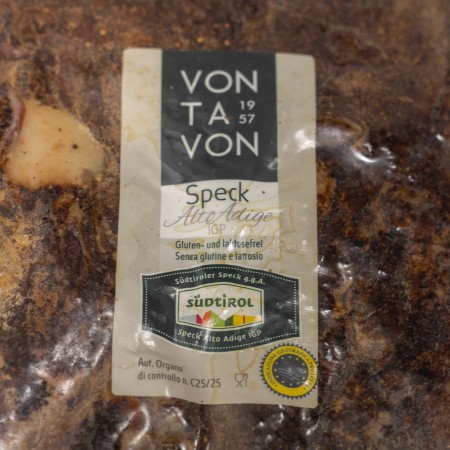 VON
TA 19 57
VON
Speck
Alto Adige
IGP
Gluten- und laktosefrei
Senza glutine e lattosio
Südtiroler Speck g.g.A.
SÜDTIROL
Speck Alto Adige IGP
Aut. Organo
di controllo n. C25/25